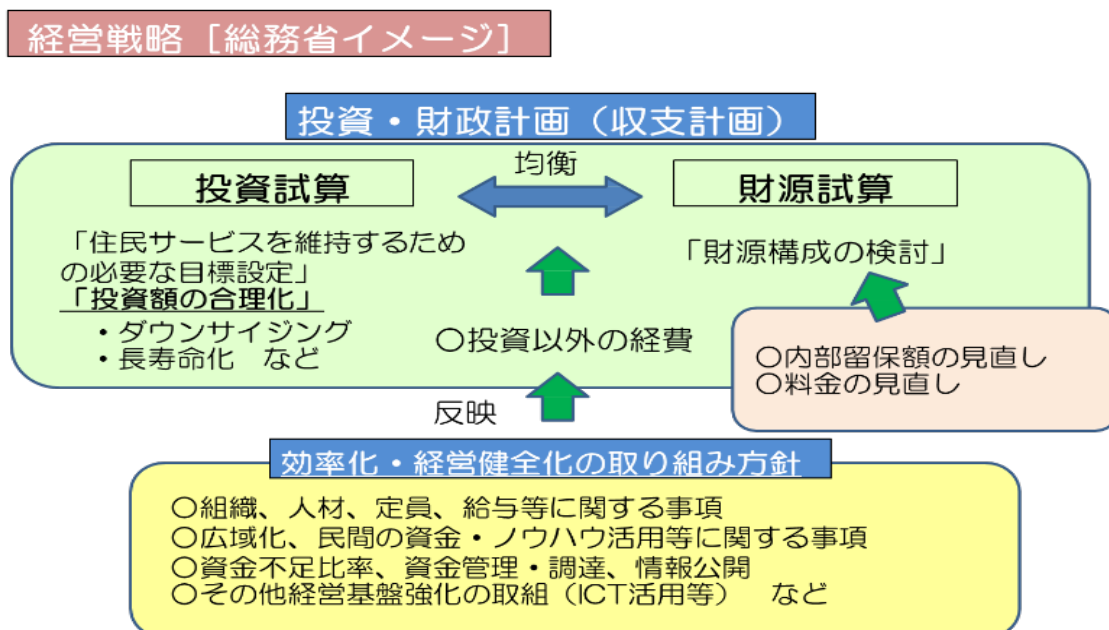 経営戦略［総務省イメージ］
投資・財政計画（収支計画）
均衡
投資試算
財源試算
「住民サービスを維持するため
の必要な目標設定」
「投資額の合理化」
・ダウンサイジング
・長寿命化　など
「財源構成の検討」
○投資以外の経費
○内部留保額の見直し
○料金の見直し
反映
効率化・経営健全化の取り組み方針
○組織、人材、定員、給与等に関する事項
○広域化、民間の資金・ノウハウ活用等に関する事項
○資金不足比率、資金管理・調達、情報公開
○その他経営基盤強化の取組（ICT活用等）　など